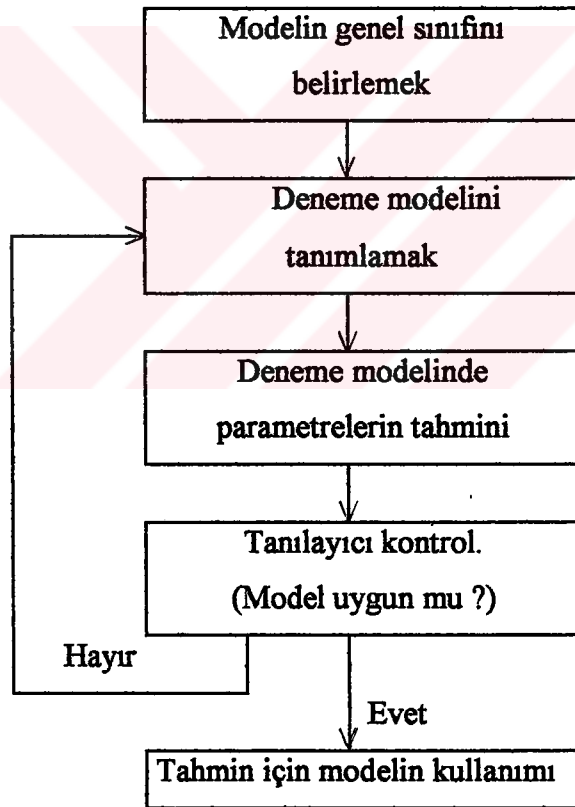 Modelin genel sınıfını
belirlemek
Deneme modelini
tanımlamak
Deneme modelinde
parametrelerin tahmini
Tanılayıcı kontrol.
(Model uygun mu ?)
Hayır
Evet
Tahmin için modelin kullanımı